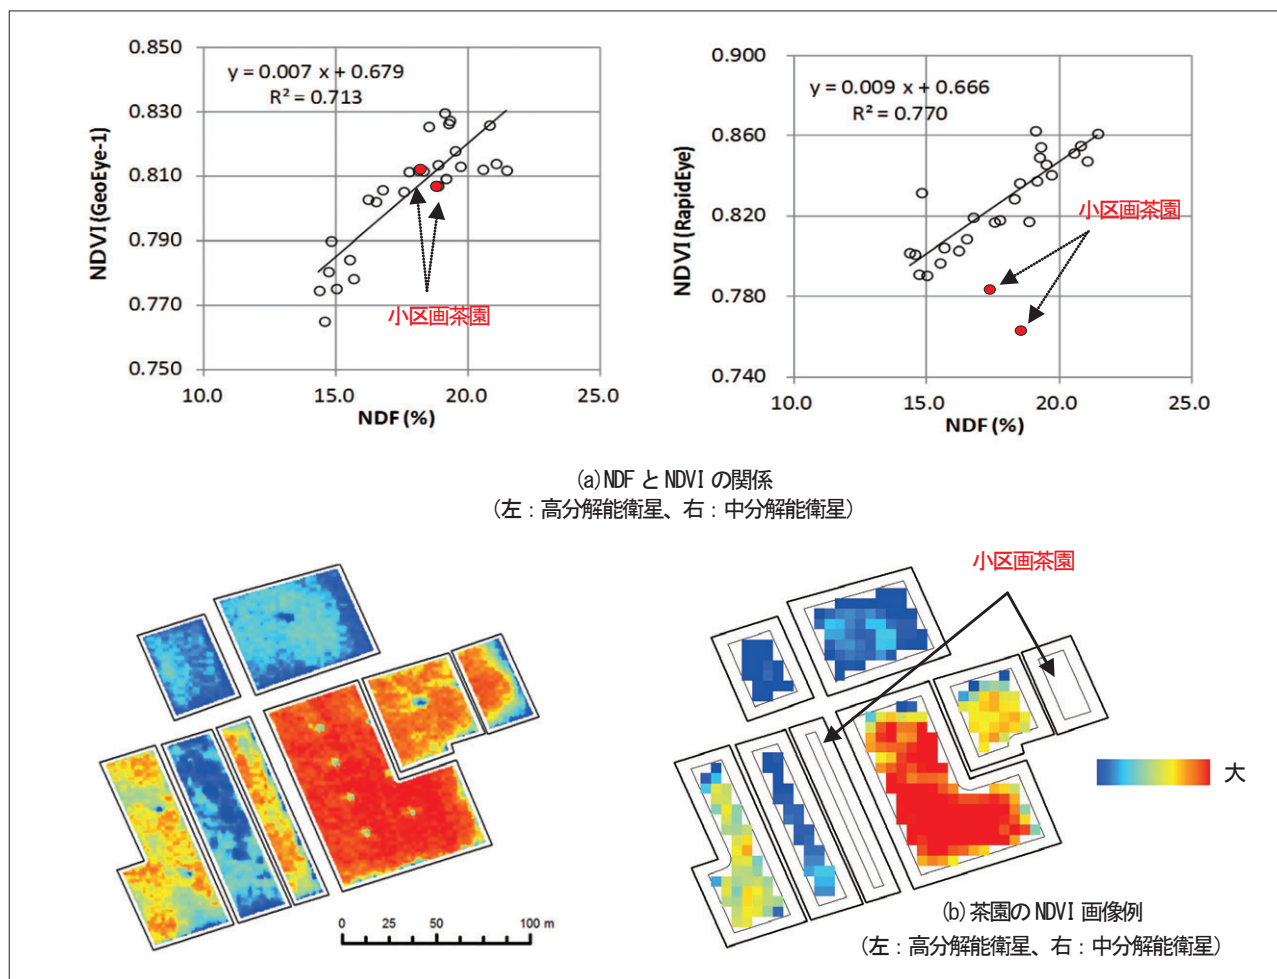 0.850
0.830
0.810
0.790
0.770
0.750
NDVI(GeoEye-1)
y = 0.007 x + 0.679
R² = 0.713
小区画茶園
10.0 15.0 20.0 25.0
NDF (%)
0.900
0.860
0.820
0.780
0.740
NDVI (RapidEye)
y = 0.009 x + 0.666
R² = 0.770
小区画茶園
10.0 15.0 20.0 25.0
NDF (%)
(a)NDF と NDVI の関係
(左：高分解能衛星、右：中分解能衛星)
小区画茶園
大
0 25 50 100 m
(b)茶園の NDVI 画像例
(左：高分解能衛星、右：中分解能衛星)